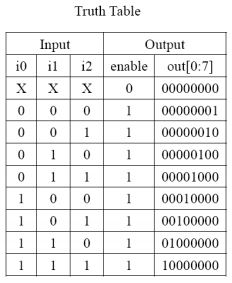 Truth Table
Input Output
i0 i1 i2 enable out[0:7]
X X X 0 00000000
0 0 0 1 00000001
0 0 1 1 00000010
0 1 0 1 00000100
0 1 1 1 00001000
1 0 0 1 00010000
1 0 1 1 00100000
1 1 0 1 01000000
1 1 1 1 10000000